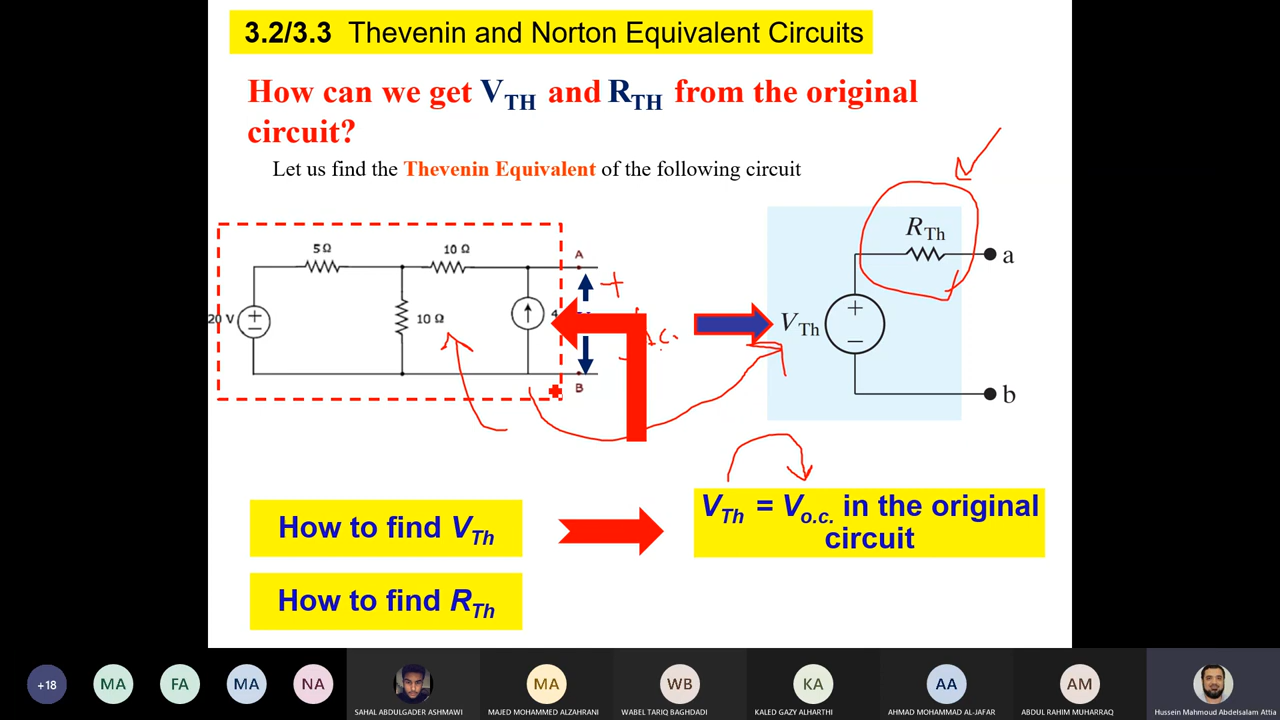 3.2/3.3 Thevenin and Norton Equivalent Circuits
How can we get VTH and RTH from the original
circuit?
Let us find the Thevenin Equivalent of the following circuit
5Ω
10 Ω
A
+
20 V
+
−
10 Ω
4
B
RTh
a
VTh
+
−
b
How to find VTh
VTh = Vo.c. in the original
circuit
How to find RTh
+18
MA
FA
MA
NA
SAHAL ABDULGADER ASHMAWI
MA
MAJED MOHAMMED ALZAHRANI
WB
WABEL TARIQ BAGHDADI
KA
KALED GAZY ALHARTHI
AA
AHMAD MOHAMMAD AL-JAFAR
AM
ABDUL RAHIM MUHARRAQ
Hussein Mahmoud Abdelsalam Attia